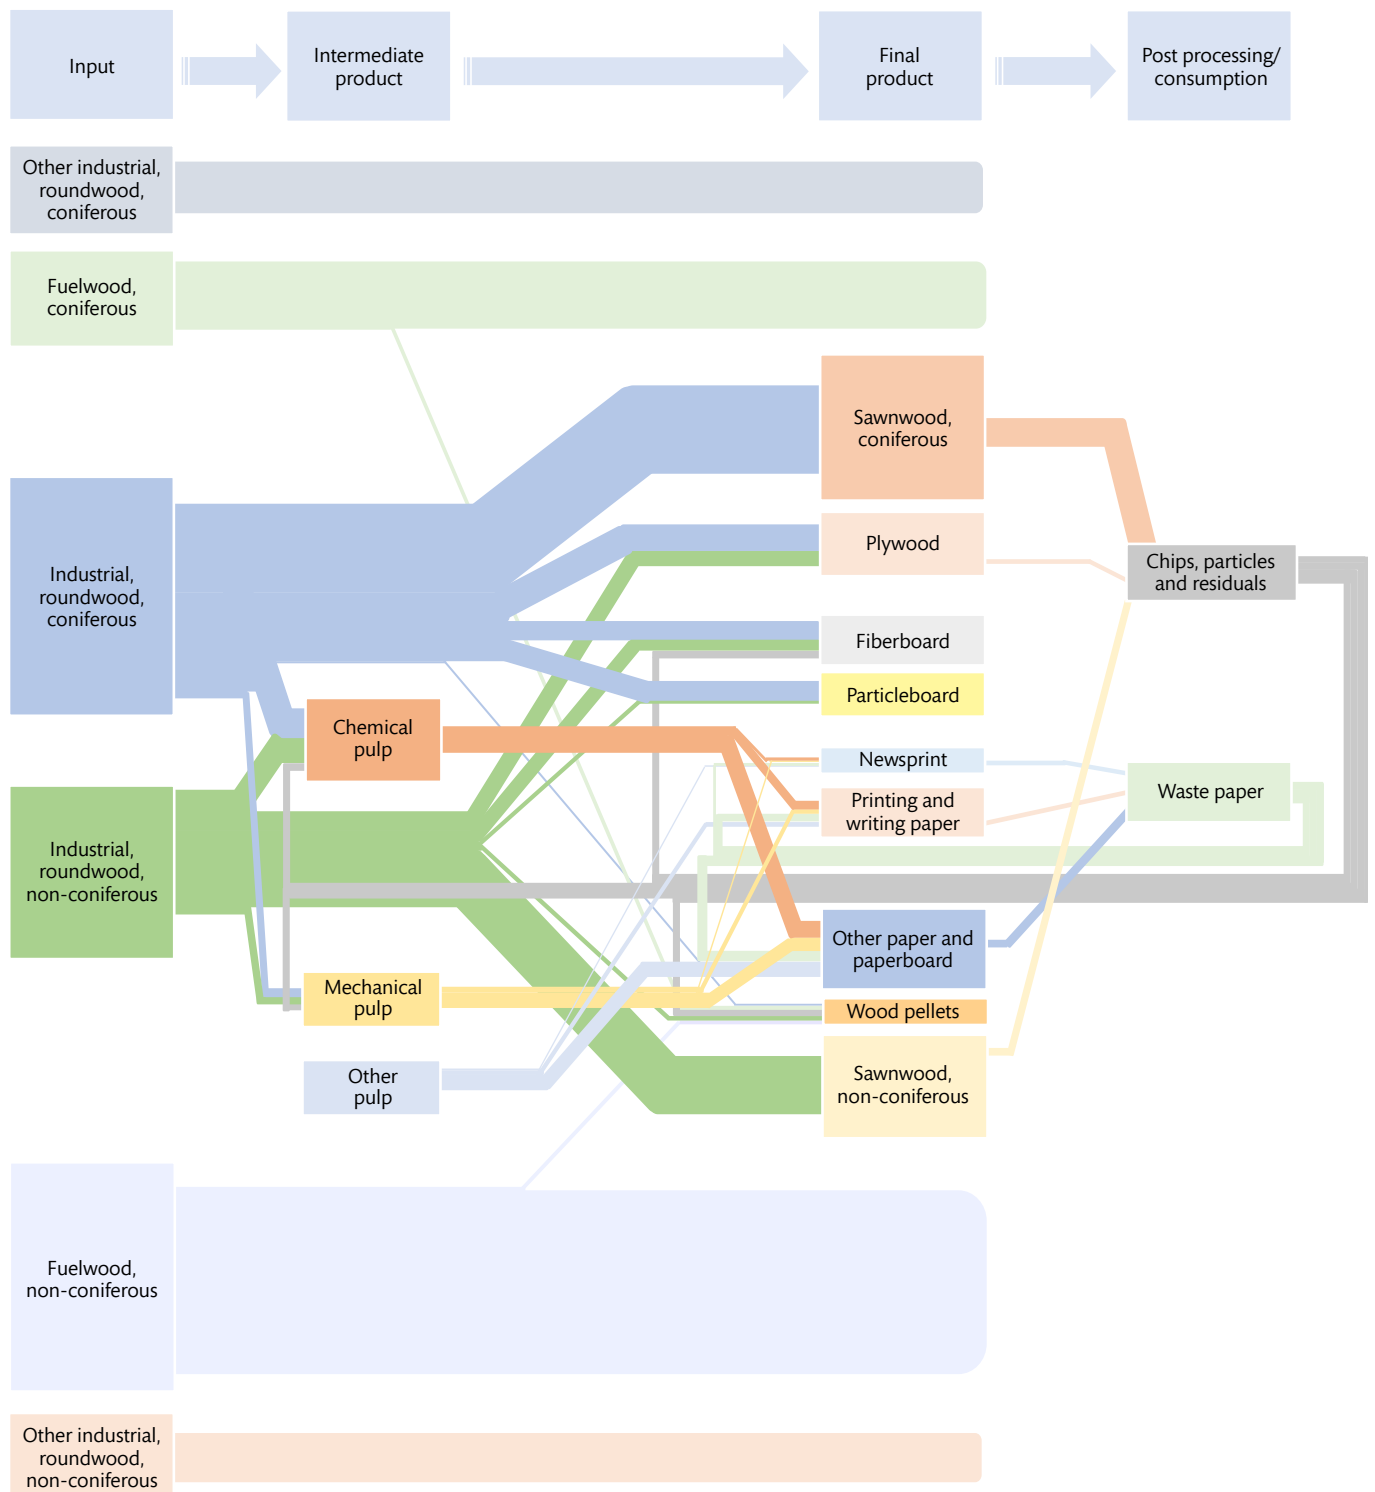 Input
Intermediate
product
Final
product
Post processing/
consumption
Other industrial,
roundwood,
coniferous
Fuelwood,
coniferous
Industrial,
roundwood,
coniferous
Industrial,
roundwood,
non-coniferous
Fuelwood,
non-coniferous
Other industrial,
roundwood,
non-coniferous
Chemical
pulp
Mechanical
pulp
Other
pulp
Sawnwood,
coniferous
Plywood
Fiberboard
Particleboard
Newsprint
Printing and
writing paper
Other paper and
paperboard
Wood pellets
Sawnwood,
non-coniferous
Chips, particles
and residuals
Waste paper